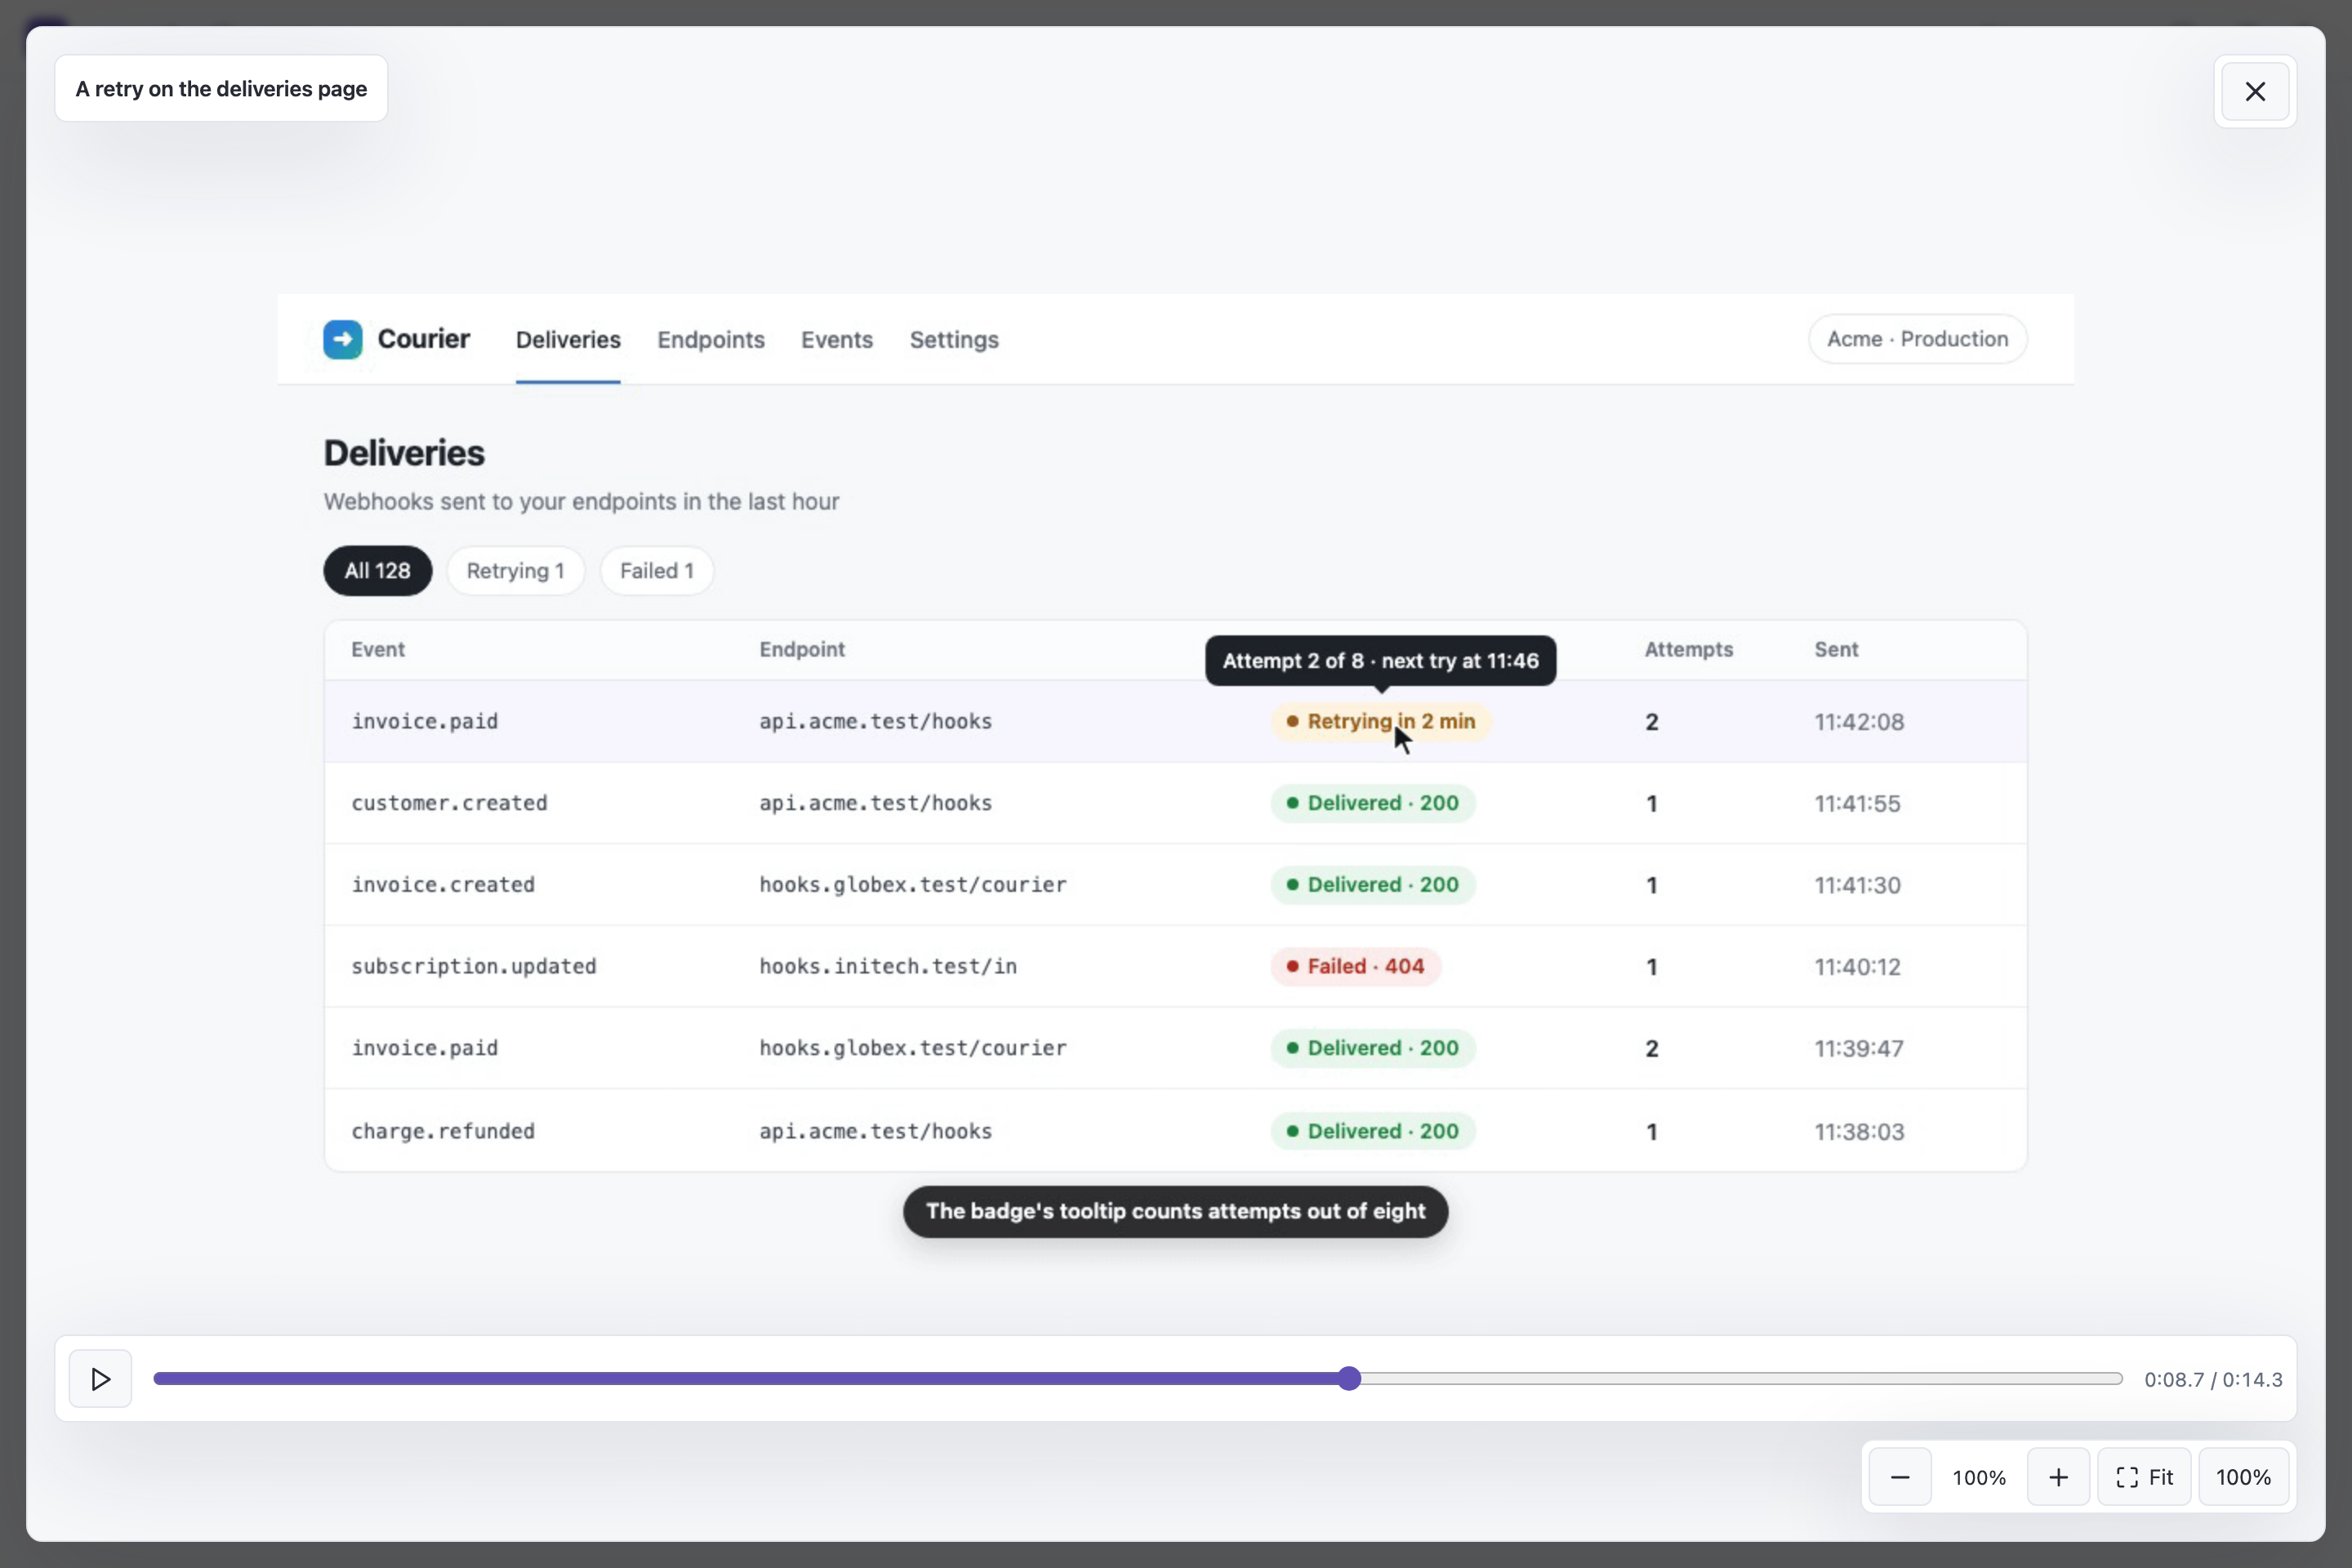 A retry on the deliveries page
Courier Deliveries Endpoints Events Settings Acme · Production
Deliveries
Webhooks sent to your endpoints in the last hour
All 128 Retrying 1 Failed 1
Event Endpoint Attempt 2 of 8 · next try at 11:46 Attempts Sent
invoice.paid api.acme.test/hooks Retrying in 2 min 2 11:42:08
customer.created api.acme.test/hooks Delivered · 200 1 11:41:55
invoice.created hooks.globex.test/courier Delivered · 200 1 11:41:30
subscription.updated hooks.initech.test/in Failed · 404 1 11:40:12
invoice.paid hooks.globex.test/courier Delivered · 200 2 11:39:47
charge.refunded api.acme.test/hooks Delivered · 200 1 11:38:03
The badge's tooltip counts attempts out of eight
0:08.7 / 0:14.3
100% Fit 100%